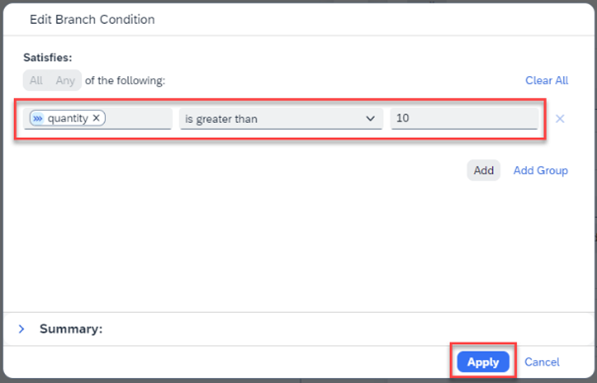 Edit Branch Condition
Satisfies:
All Any of the following: Clear All
quantity is greater than 10
Add Add Group
Summary:
Apply Cancel